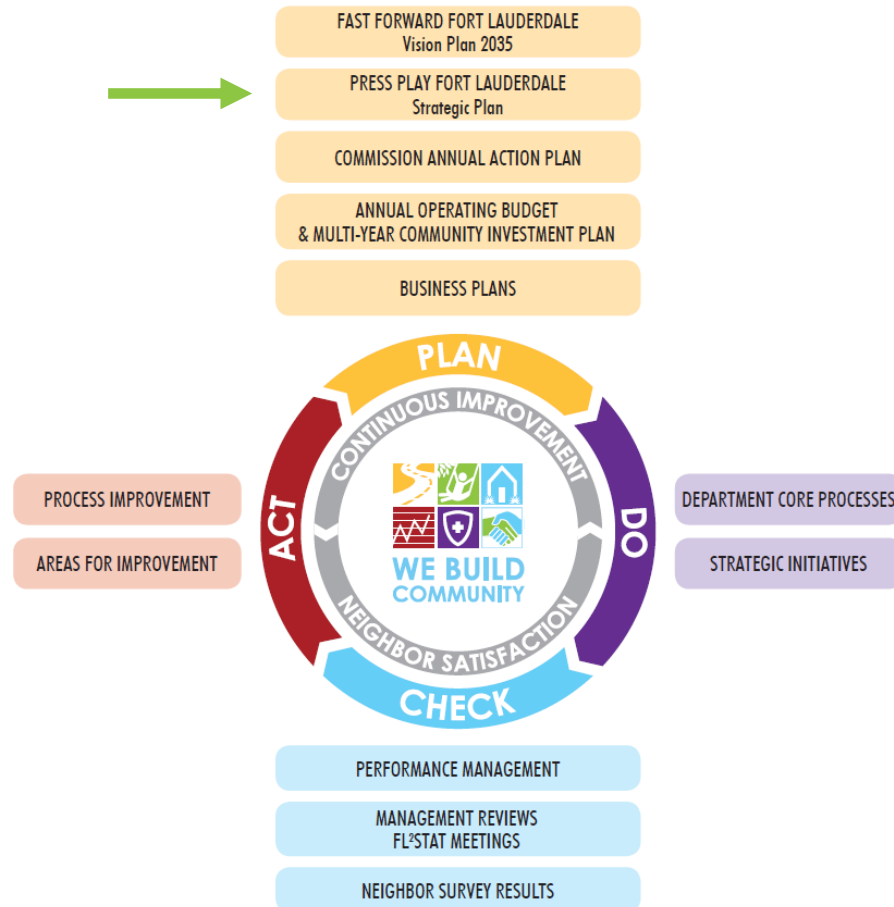 FAST FORWARD FORT LAUDERDALE
Vision Plan 2035
PRESS PLAY FORT LAUDERDALE
Strategic Plan
COMMISSION ANNUAL ACTION PLAN
ANNUAL OPERATING BUDGET
& MULTI-YEAR COMMUNITY INVESTMENT PLAN
BUSINESS PLANS
PLAN
CONTINUOUS IMPROVEMENT
ACT
PROCESS IMPROVEMENT
AREAS FOR IMPROVEMENT
WE BUILD
COMMUNITY
DO
DEPARTMENT CORE PROCESSES
STRATEGIC INITIATIVES
NEIGHBOR SATISFACTION
CHECK
PERFORMANCE MANAGEMENT
MANAGEMENT REVIEWS
FL²STAT MEETINGS
NEIGHBOR SURVEY RESULTS